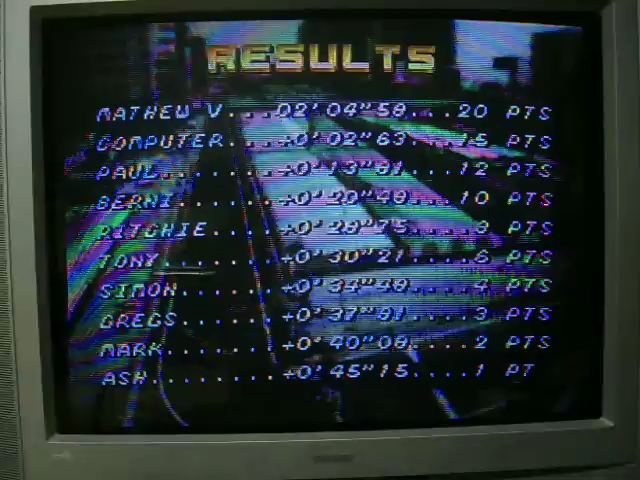 RESULTS
MATHEW V...02'04"58...20 PTS
COMPUTER...+0'02"63...15 PTS
PAUL.......+0'13"81...12 PTS
BERNI......+0'20"48...10 PTS
RITCHIE....+0'28"75....8 PTS
TONY.......+0'30"21....6 PTS
SIMON......+0'34"48....4 PTS
GREGS......+0'37"81....3 PTS
MARK.......+0'40"08....2 PTS
ASH........+0'45"15....1 PT